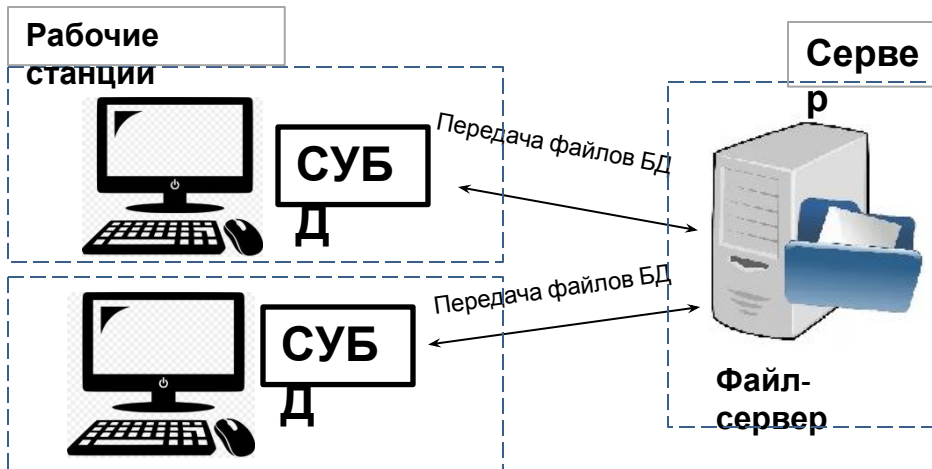 Рабочие
станции
Серве
р
Передача файлов БД
СУБ
Д
Передача файлов БД
СУБ
Д
Файл-
сервер